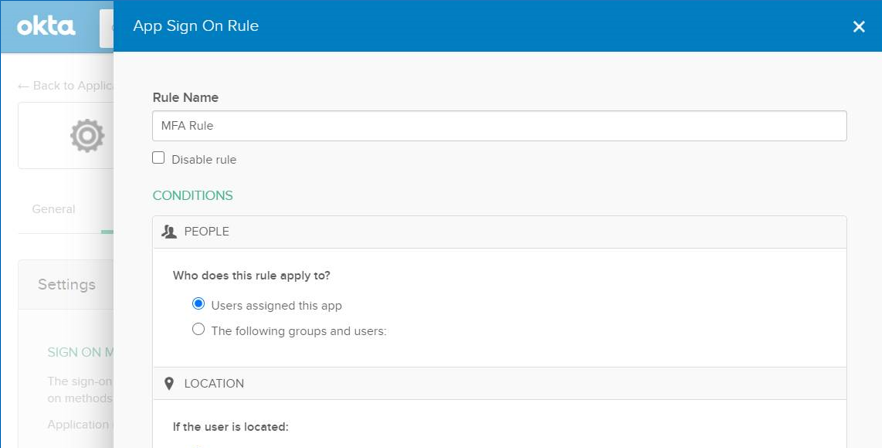 okta
App Sign On Rule
← Back to Applica
Rule Name
MFA Rule
Disable rule
CONDITIONS
General
PEOPLE
Who does this rule apply to?
Settings
Users assigned this app
The following groups and users:
SIGN ON M
The sign-on
on methods
LOCATION
Application
If the user is located: